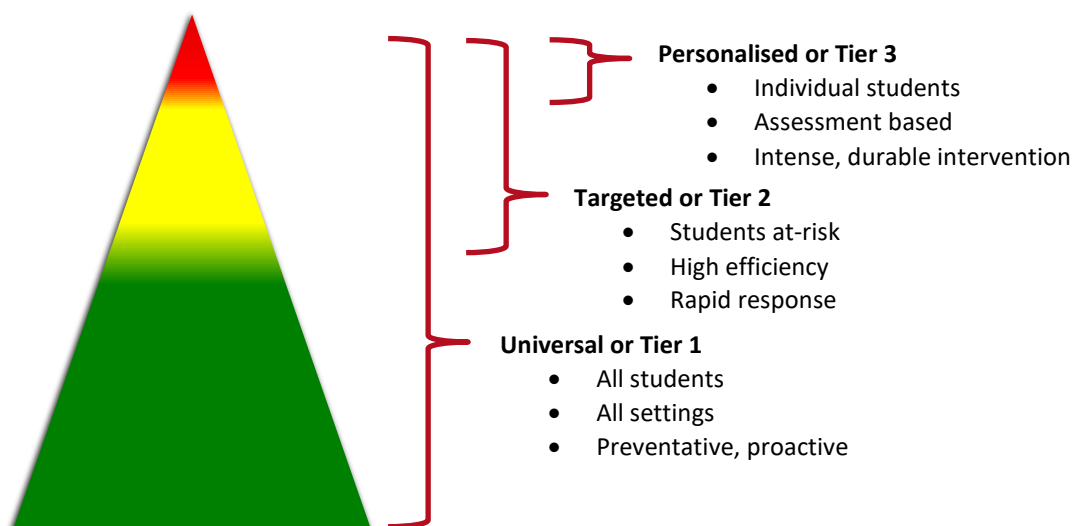 Personalised or Tier 3
• Individual students
• Assessment based
• Intense, durable intervention
Targeted or Tier 2
• Students at-risk
• High efficiency
• Rapid response
Universal or Tier 1
• All students
• All settings
• Preventative, proactive